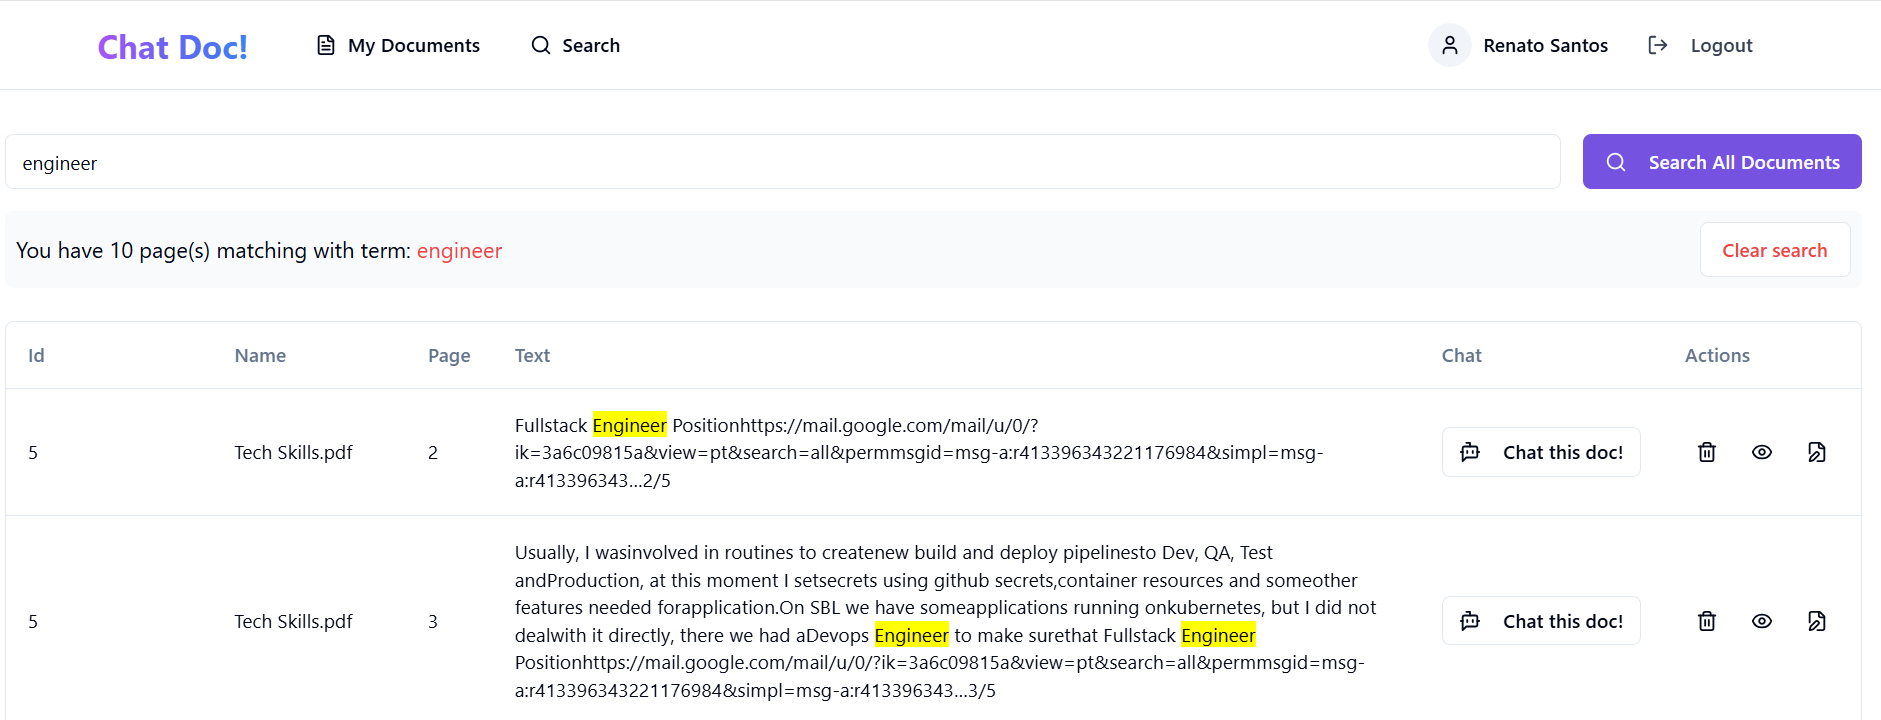 Chat Doc!
My Documents
Search
Renato Santos
Logout
engineer
Search All Documents
You have 10 page(s) matching with term: engineer
Clear search
Id Name Page Text Chat Actions
Fullstack Engineer Positionhttps://mail.google.com/mail/u/0/?
5 Tech Skills.pdf 2 ik=3a6c09815a&view=pt&search=all&permmsgid=msg-a:r413396343221176984&simpl=msg- Chat this doc!
a:r413396343...2/5
Usually, I wasinvolved in routines to createnew build and deploy pipelinesto Dev, QA, Test
andProduction, at this moment I setsecrets using github secrets,container resources and someother
features needed forapplication.On SBL we have someapplications running onkubernetes, but I did not
5 Tech Skills.pdf 3 dealwith it directly, there we had aDevops Engineer to make surethat Fullstack Engineer Chat this doc!
Positionhttps://mail.google.com/mail/u/0/?ik=3a6c09815a&view=pt&search=all&permmsgid=msg-
a:r413396343221176984&simpl=msg-a:r413396343...3/5